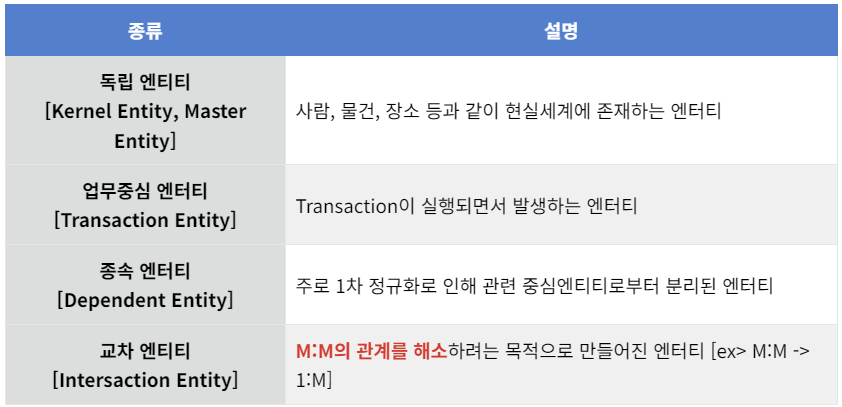 종류
설명
독립 엔티티
[Kernel Entity, Master
Entity]
사람, 물건, 장소 등과 같이 현실세계에 존재하는 엔터티
업무중심 엔터티
[Transaction Entity]
Transaction이 실행되면서 발생하는 엔터티
종속 엔터티
[Dependent Entity]
주로 1차 정규화로 인해 관련 중심엔티티로부터 분리된 엔터티
교차 엔티티
[Intersaction Entity]
M:M의 관계를 해소하려는 목적으로 만들어진 엔터티 [ex> M:M ->
1:M]